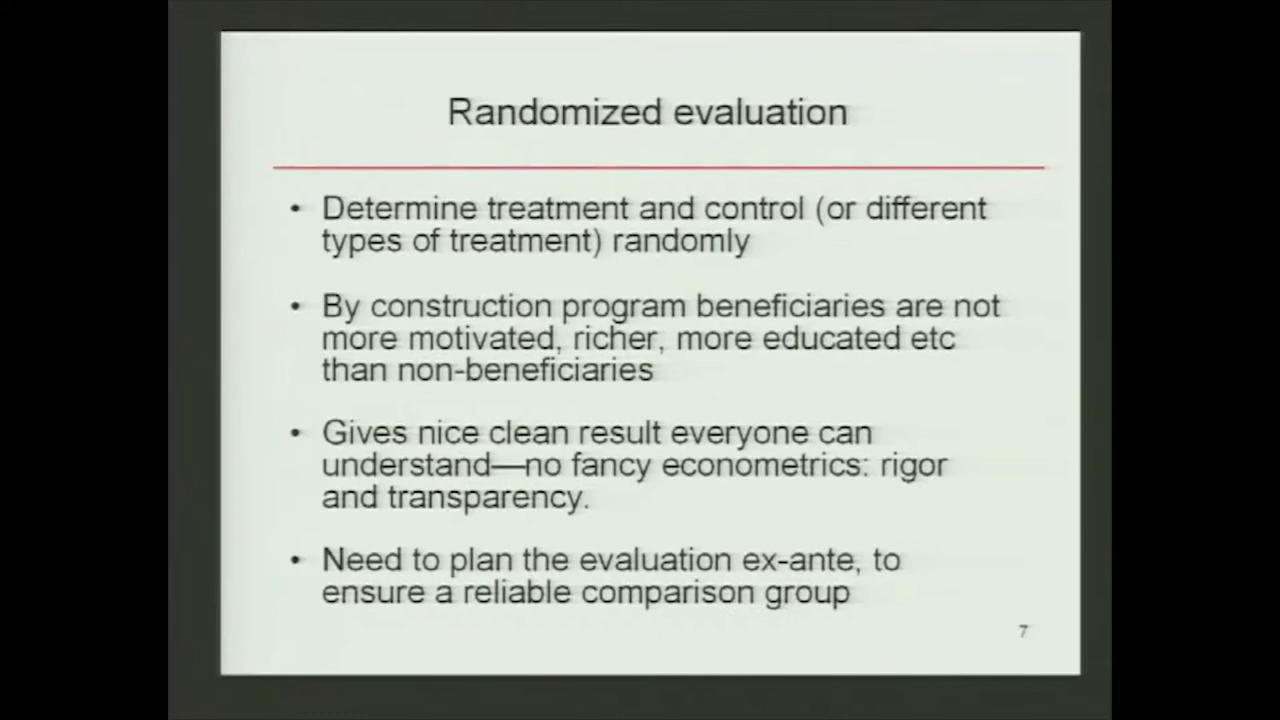 Randomized evaluation
• Determine treatment and control (or different
types of treatment) randomly
• By construction program beneficiaries are not
more motivated, richer, more educated etc
than non-beneficiaries
• Gives nice clean result everyone can
understand—no fancy econometrics: rigor
and transparency.
• Need to plan the evaluation ex-ante, to
ensure a reliable comparison group
7